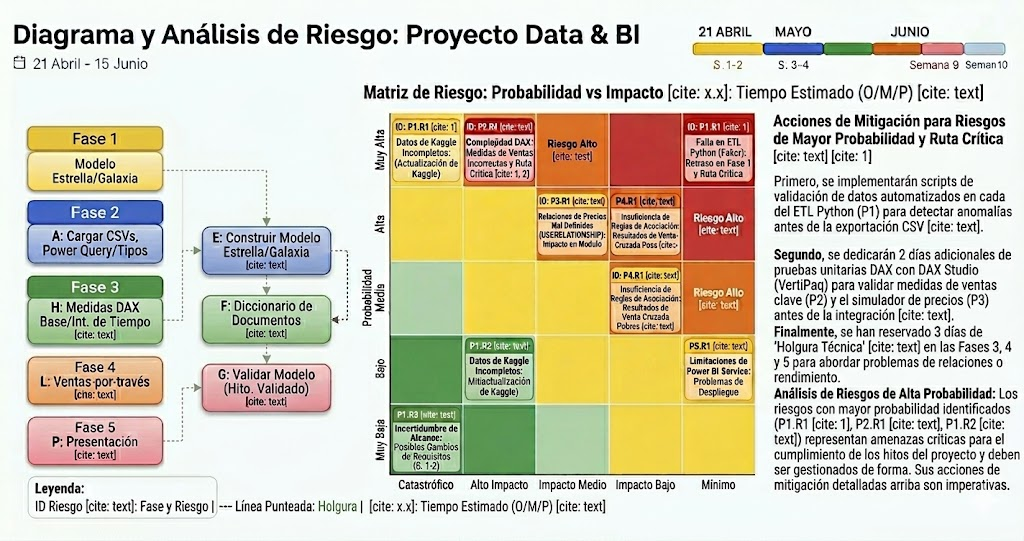 Diagrama y Análisis de Riesgo: Proyecto Data & BI
21 Abril - 15 Junio
21 ABRIL
MAYO
JUNIO
S. 1-2
S. 3-4
Semana 9
Seman10
Fase 1
Modelo
Estrella/Galaxia
Fase 2
A: Cargar CSVs,
Power Query/Tipos
[cite: text]
Fase 3
H: Medidas DAX
Base/Int. de Tiempo
[cite: text]
Fase 4
L: Ventas-por-través
[cite: text]
Fase 5
P: Presentación
[cite: text]
E: Construir Modelo
Estrella/Galaxia
[cite: text]
F: Diccionario de
Documentos
[cite: text]
G: Validar Modelo
(Hito. Validado)
[cite: text]
Matriz de Riesgo: Probabilidad vs Impacto [cite: x.x]: Tiempo Estimado (O/M/P) [cite: text]
Probabilidad
Muy Alta
IO: P1.R1 [cite: 1]
Datos de Kaggle
Incompletos:
(Actualización de
Kaggle)
ID: P2.R4 [cite: text]
Complejidad DAX:
Medidas de Ventas
Incorrectas y Ruta
Crítica [cite: 1, 2]
Riesgo Alto
[cite: test]
IO: P1.R1 [cite: 1]
Falla en ETL
Python (Fakcr):
Retraso en Fase 1
y Ruta Crítica
Alta
IO: P3-R1 (cite: text)
Relaciones de Precios
Mal Definides
(USERELATIONSHIP):
Impacto en Modulo
P4.R1 [cite, text]
Insuficiencia de
Reglas de Asociación:
Resultados de Venta-
Cruzada Poss (cite:-
Riesgo Alto
[cite: text]
Media
ID: P4.R1 [cite: text]
Insuficiencia de
Regles de Asociación:
Resultados de
Venta Cruzada
Pobres (cite: text]
Riesgo Allo
[cite: text]
Bajo
P1.R2 [cite: text]
Datos de Kaggle
Incompletos:
Mitiactualización
de Kaggle)
P5.R1 [cite: text]
Limitaciones de
Power BI Service:
Problemas de
Despliegue
Muy Baja
P1.R3 [cite: text]
Incertidumbre de
Alcance:
Posibles Gambios
de Requisitos
(6. 1-2)
Catastrófico
Alto Impacto
Impacto Medio
Impacto Bajo
Mínimo
Acciones de Mitigación para Riesgos
de Mayor Probabilidad y Ruta Crítica
[cite: text] [cite: 1]
Primero, se implementarán scripts de
validación de datos automatizados en cada
del ETL Python (P1) para detectar anomalías
antes de la exportación CSV [cite: text].
Segundo, se dedicarán 2 días adicionales de
pruebas unitarias DAX con DAX Studio
(VertiPaq) para validar medidas de ventas
clave (P2) y el simulador de precios (P3)
antes de la integración [cite: text],
Finalmente, se han reservado 3 días de
'Holgura Técnica' [cite: text] en las Fases 3, 4
y 5 para abordar problemas de relaciones o
rendimiento.
Análisis de Riesgos de Alta Probabilidad: Los
riesgos con mayor probabilidad identificados
(P1.R1 [cite: 1], P2.R1 [cite: text], P1.R2 [cite:
text]) representan amenazas críticas para el
cumplimiento de los hitos del proyecto y deben
ser gestionados de forma. Sus acciones de
mitigación detalladas arriba son imperativas.
Leyenda:
ID Riesgo [cite: text]: Fase y Riesgo | --- Línea Punteada: Holgura | [cite: x.x]: Tiempo Estimado (O/M/P) [cite: text]